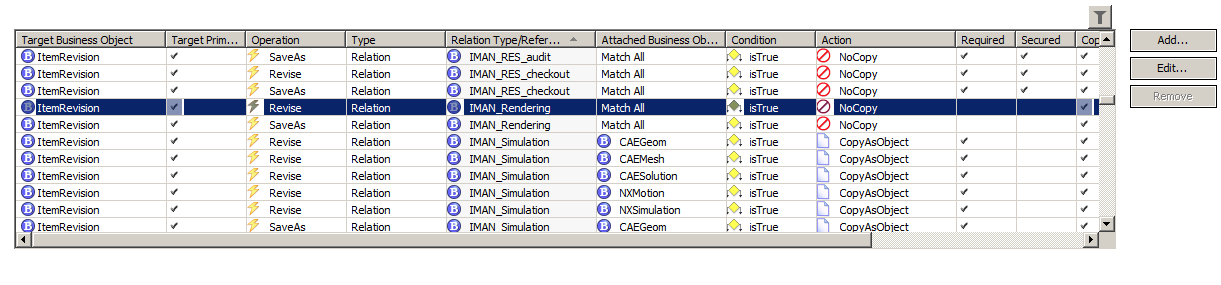 Target Business Object Target Prim... Operation Type Relation Type/Refer... Attached Business Ob... Condition Action Required Secured Cop
ItemRevision SaveAs Relation IMAN_RES_audit Match All isTrue NoCopy Add...
ItemRevision Revise Relation IMAN_RES_checkout Match All isTrue NoCopy Edit...
ItemRevision SaveAs Relation IMAN_RES_checkout Match All isTrue NoCopy Remove
ItemRevision Revise Relation IMAN_Rendering Match All isTrue NoCopy
ItemRevision SaveAs Relation IMAN_Rendering Match All isTrue NoCopy
ItemRevision Revise Relation IMAN_Simulation CAEGeom isTrue CopyAsObject
ItemRevision Revise Relation IMAN_Simulation CAEMesh isTrue CopyAsObject
ItemRevision Revise Relation IMAN_Simulation CAESolution isTrue CopyAsObject
ItemRevision Revise Relation IMAN_Simulation NXMotion isTrue CopyAsObject
ItemRevision Revise Relation IMAN_Simulation NXSimulation isTrue CopyAsObject
ItemRevision SaveAs Relation IMAN_Simulation CAEGeom isTrue CopyAsObject